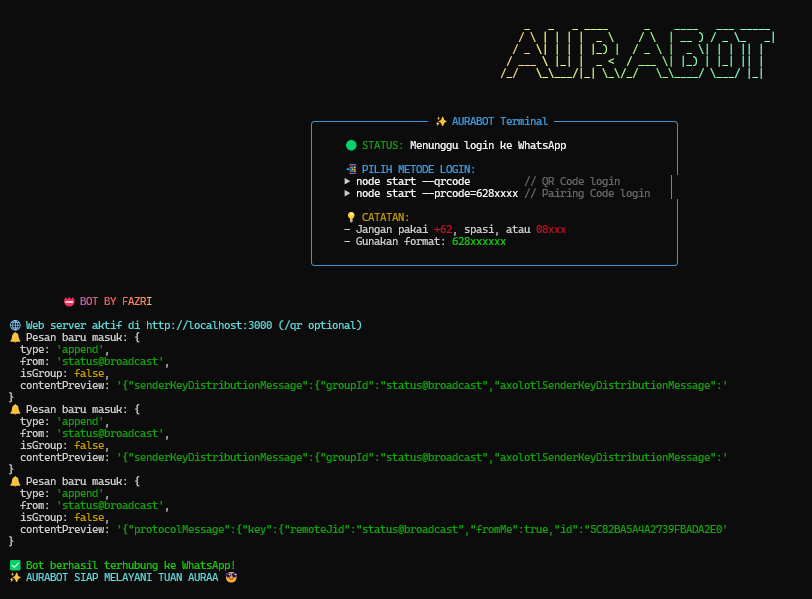 AURABOT
✨ AURABOT Terminal
🟢 STATUS: Menunggu login ke WhatsApp
📲 PILIH METODE LOGIN:
▶ node start --qrcode // QR Code login
▶ node start --prcode=628xxxx // Pairing Code login
💡 CATATAN:
- Jangan pakai +62, spasi, atau 08xxx
- Gunakan format: 628xxxxxx
BOT BY FAZRI
🌐 Web server aktif di http://localhost:3000 (/qr optional)
🔔 Pesan baru masuk: {
type: 'append',
from: 'status@broadcast',
isGroup: false,
contentPreview: '{"senderKeyDistributionMessage":{"groupId":"status@broadcast","axolotlSenderKeyDistributionMessage":'
}
🔔 Pesan baru masuk: {
type: 'append',
from: 'status@broadcast',
isGroup: false,
contentPreview: '{"senderKeyDistributionMessage":{"groupId":"status@broadcast","axolotlSenderKeyDistributionMessage":'
}
🔔 Pesan baru masuk: {
type: 'append',
from: 'status@broadcast',
isGroup: false,
contentPreview: '{"protocolMessage":{"key":{"remoteJid":"status@broadcast","fromMe":true,"id":"5C82BA5A4A2739FBADA2E0'
}
✅ Bot berhasil terhubung ke WhatsApp!
✨ AURABOT SIAP MELAYANI TUAN AURAA